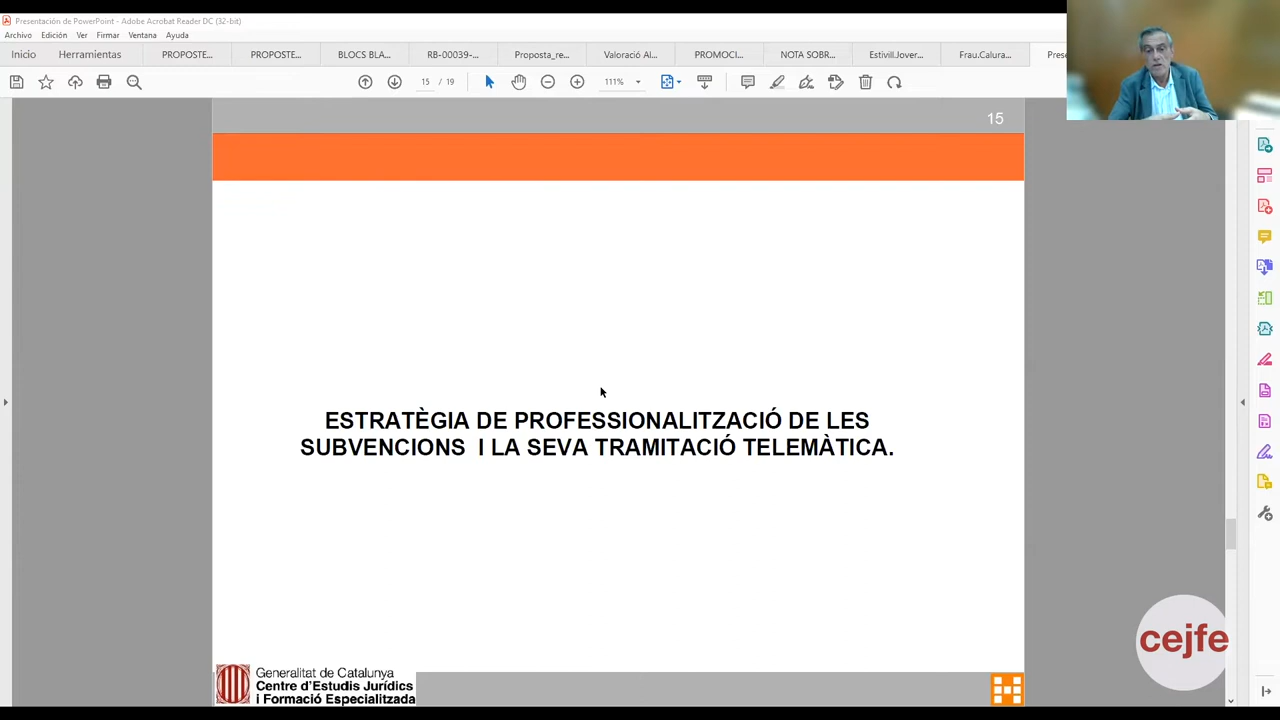 Presentación de PowerPoint - Adobe Acrobat Reader DC (32-bit)
Archivo Edición Ver Firmar Ventana Ayuda
Inicio Herramientas PROPOSTE... PROPOSTE... BLOCS BLA... RB-00039-... Proposta_re... Valoració Al... PROMOCI... NOTA SOBR... Estivill.Jover... Frau.Calura... Prese
15 / 19 111%
15
ESTRATÈGIA DE PROFESSIONALITZACIÓ DE LES
SUBVENCIONS I LA SEVA TRAMITACIÓ TELEMÀTICA.
cejfe
Generalitat de Catalunya
Centre d'Estudis Jurídics
i Formació Especialitzada